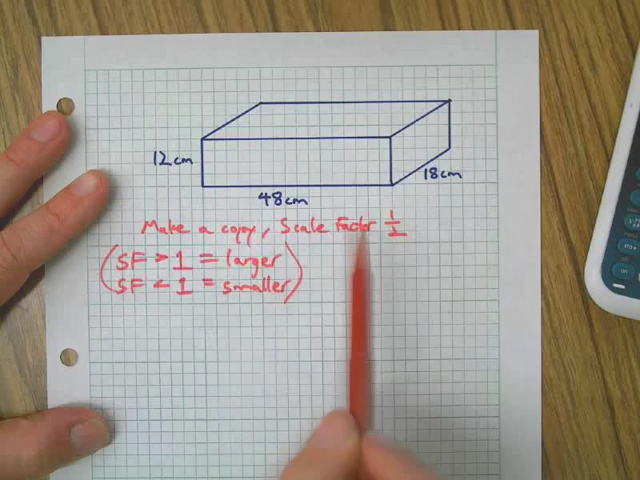 12cm
18cm
48cm
Make a copy, Scale Factor 1/2
(SF > 1 = larger
SF < 1 = smaller)